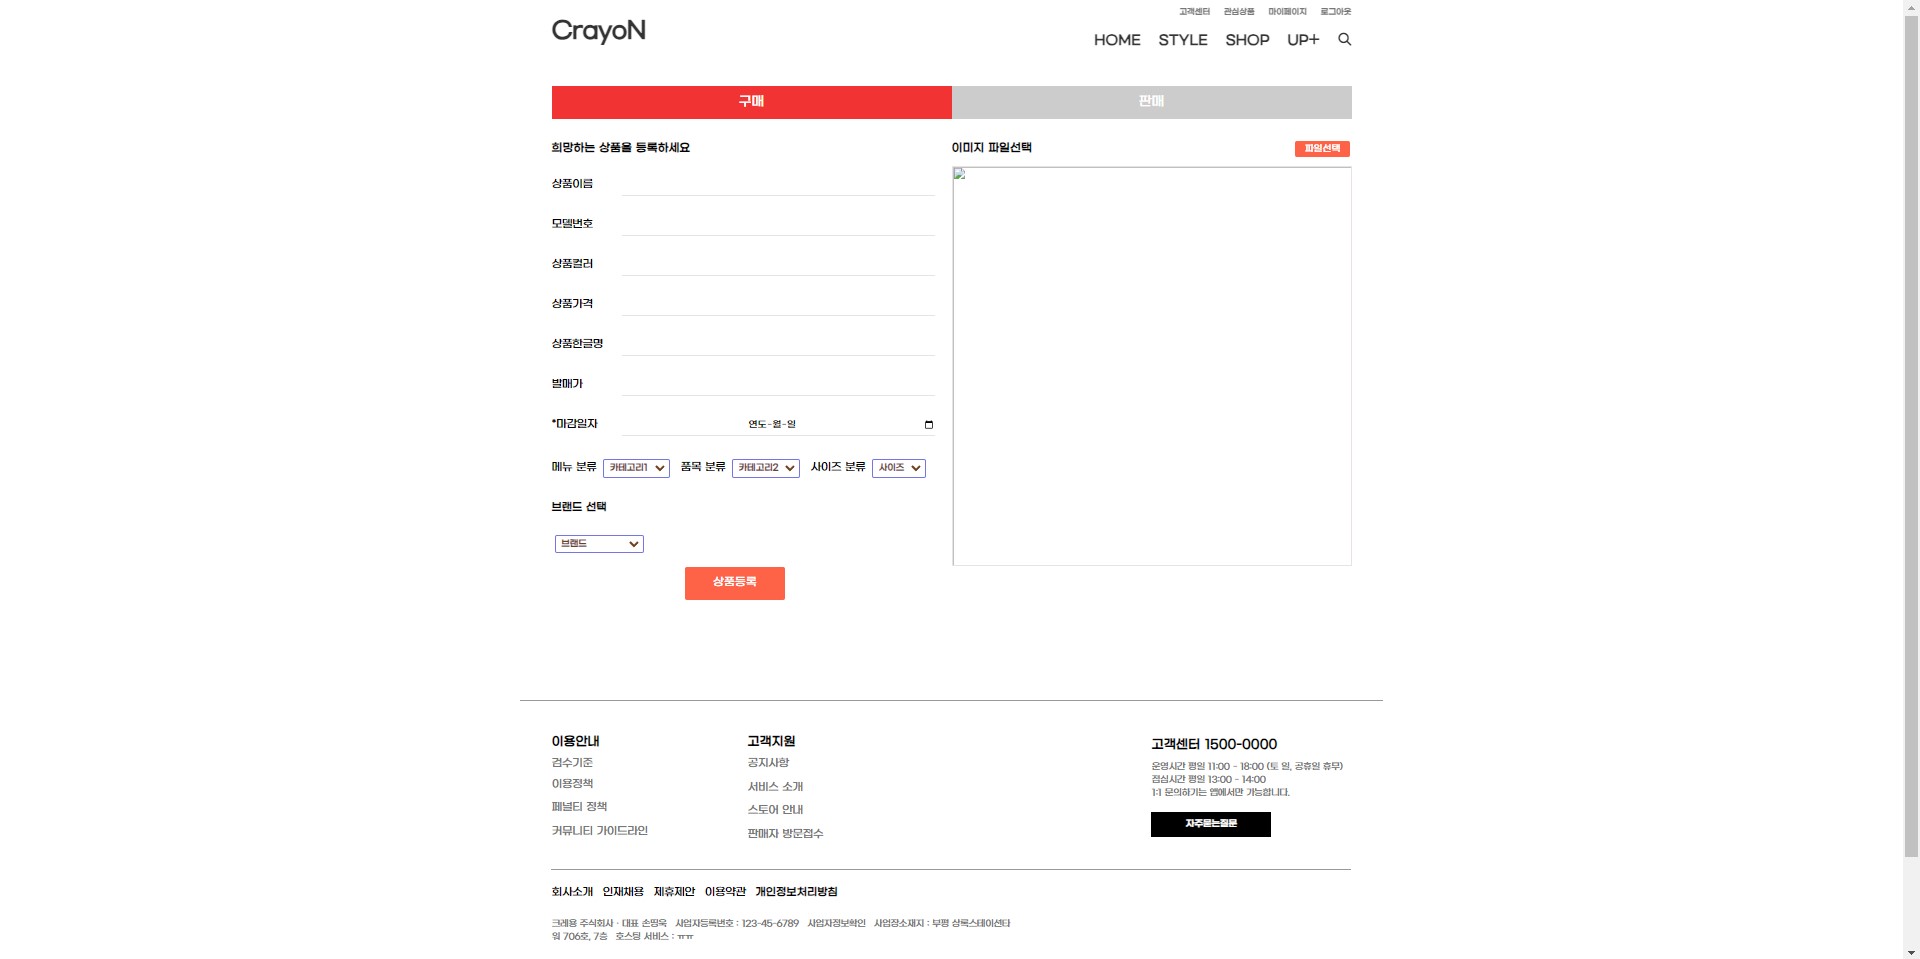 고객센터 관심상품 마이페이지 로그아웃
CrayoN
HOME STYLE SHOP UP+
구매 판매
희망하는 상품을 등록하세요
이미지 파일선택 파일선택
상품이름
모델번호
상품컬러
상품가격
상품한글명
발매가
*마감일자 연도-월-일
메뉴 분류 카테고리1 품목 분류 카테고리2 사이즈 분류 사이즈
브랜드 선택
브랜드
상품등록
이용안내
검수기준
이용정책
페널티 정책
커뮤니티 가이드라인
고객지원
공지사항
서비스 소개
스토어 안내
판매자 방문접수
고객센터 1500-0000
운영시간 평일 11:00 - 18:00 (토 일, 공휴일 휴무)
점심시간 평일 13:00 - 14:00
1:1 문의하기는 앱에서만 가능합니다.
자주묻는질문
회사소개 인재채용 제휴제안 이용약관 개인정보처리방침
크레용 주식회사 · 대표 손띵욱 사업자등록번호 : 123-45-6789 사업자정보확인 사업장소재지 : 부평 상록스테이션타
워 706호, 7층 호스팅 서비스 : ㅠㅠ